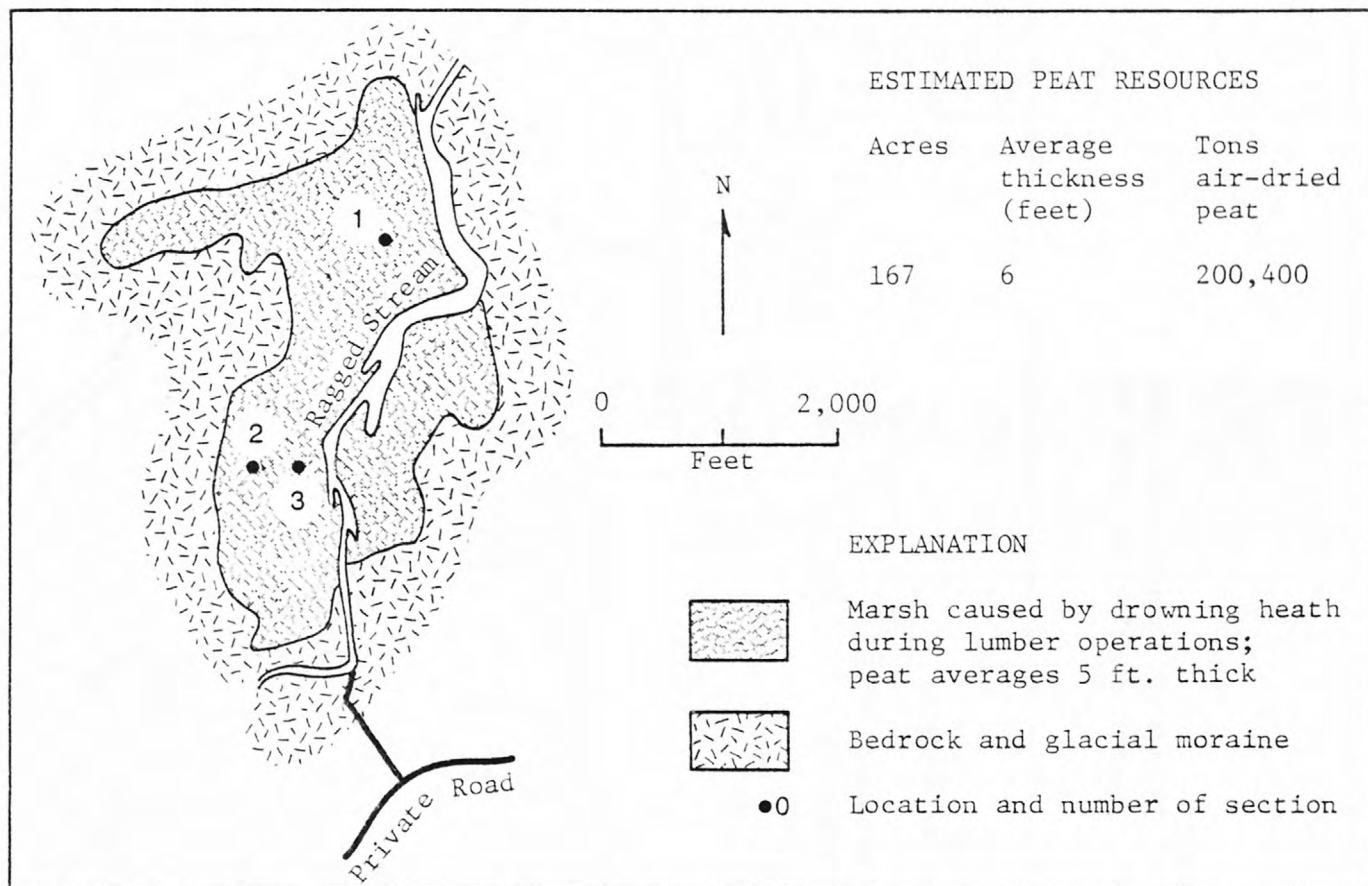 ESTIMATED PEAT RESOURCES
Acres Average Tons
thickness air-dried
(feet) peat
167 6 200,400
N
0 2,000
Feet
1
Ragged Stream
2
3
Private Road
EXPLANATION
Marsh caused by drowning heath
during lumber operations;
peat averages 5 ft. thick
Bedrock and glacial moraine
0 Location and number of section